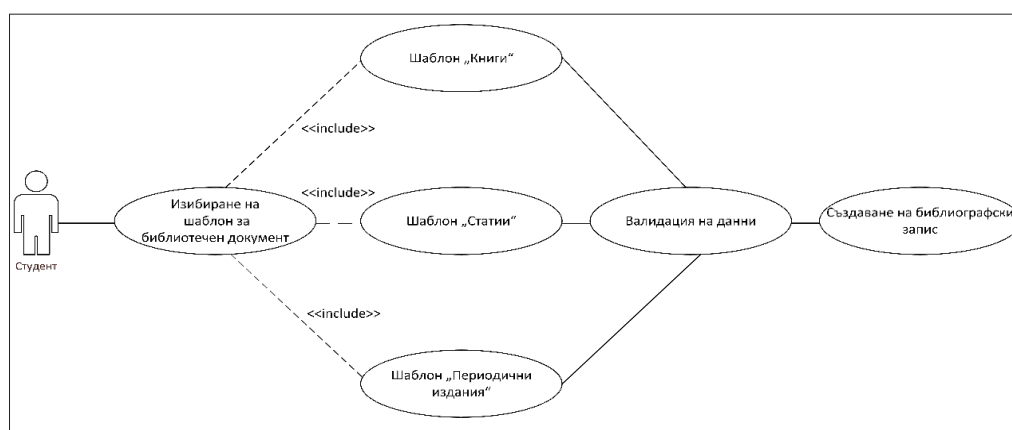 Шаблон „Книги“
<<include>>
<<include>>
Изибиране на
шаблон за
библиотечен документ
Шаблон „Статии“
Валидация на данни
Създаване на библиографски
запис
Студент
<<include>>
Шаблон „Периодични
издания“